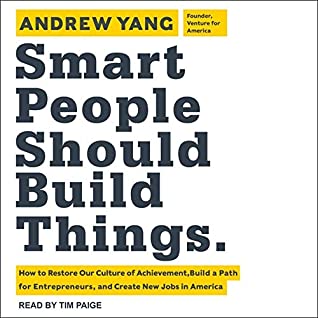 ANDREW YANG
Founder,
Venture for
America
Smart
People
Should
Build
Things.
How to Restore Our Culture of Achievement,Build a Path
for Entrepreneurs, and Create New Jobs in America
READ BY TIM PAIGE